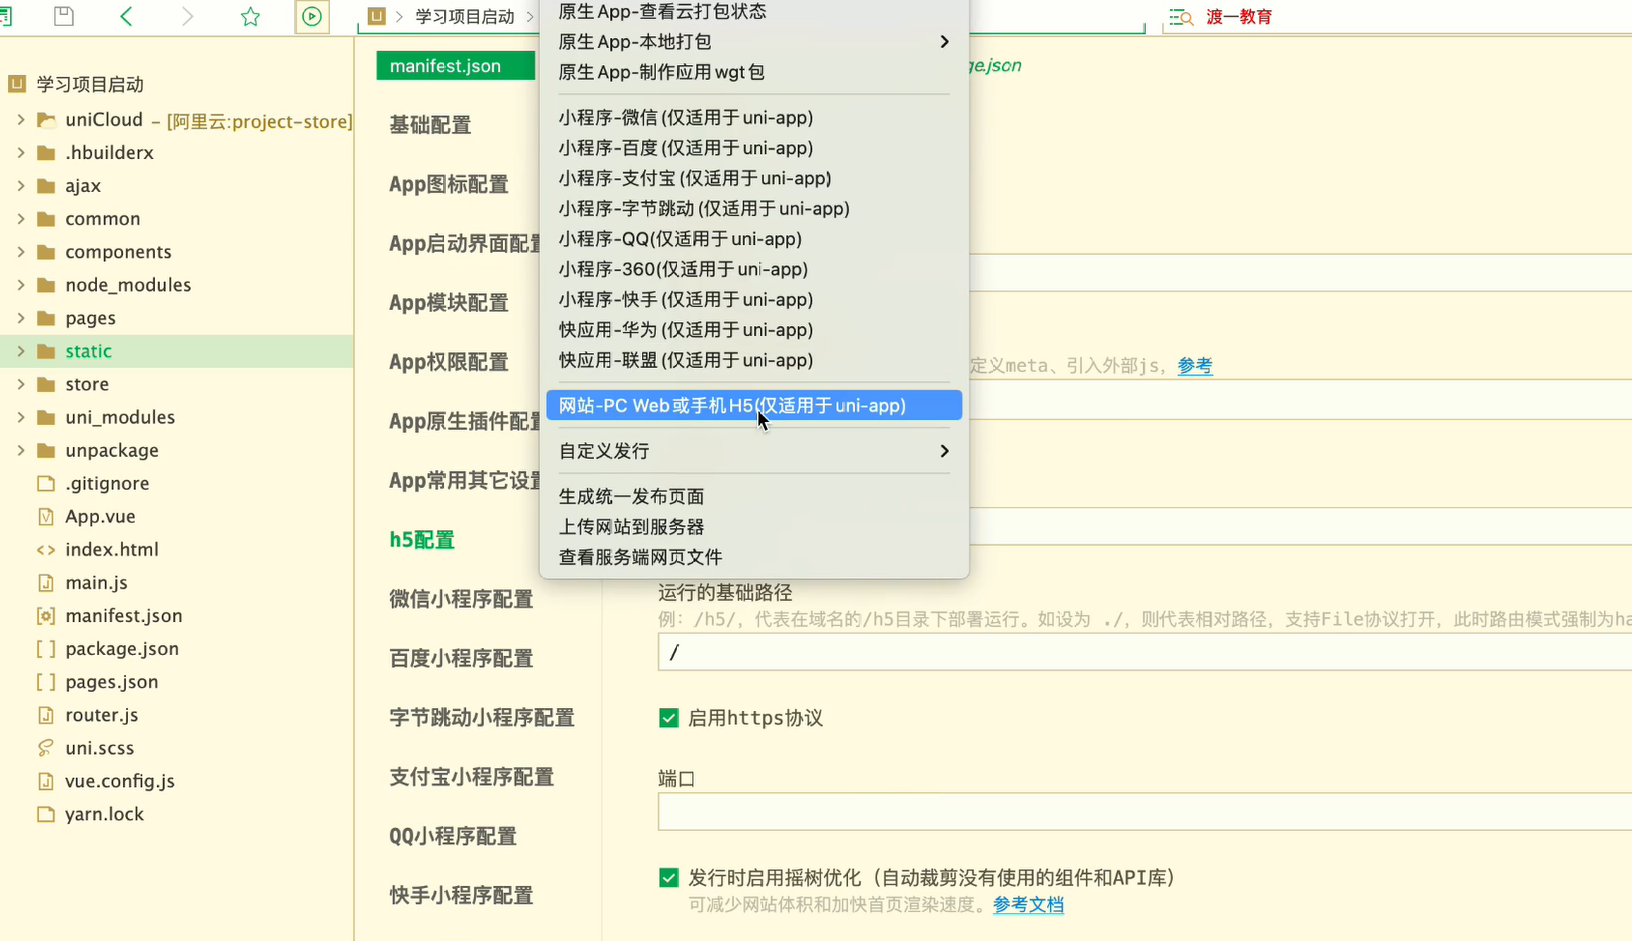 学习项目启动
渡一教育
学习项目启动
uniCloud – [阿里云:project-store]
.hbuilderx
ajax
common
components
node_modules
pages
static
store
uni_modules
unpackage
.gitignore
App.vue
index.html
main.js
manifest.json
package.json
pages.json
router.js
uni.scss
vue.config.js
yarn.lock
manifest.json
基础配置
App图标配置
App启动界面配置
App模块配置
App权限配置
App原生插件配置
App常用其它设置
h5配置
微信小程序配置
百度小程序配置
字节跳动小程序配置
支付宝小程序配置
QQ小程序配置
快手小程序配置
原生App-查看云打包状态
原生App-本地打包
原生App-制作应用wgt包
小程序-微信(仅适用于uni-app)
小程序-百度(仅适用于uni-app)
小程序-支付宝(仅适用于uni-app)
小程序-字节跳动(仅适用于uni-app)
小程序-QQ(仅适用于uni-app)
小程序-360(仅适用于uni-app)
小程序-快手(仅适用于uni-app)
快应用-华为(仅适用于uni-app)
快应用-联盟(仅适用于uni-app)
网站-PC Web或手机H5(仅适用于uni-app)
自定义发行
生成统一发布页面
上传网站到服务器
查看服务端网页文件
ge.json
定义meta、引入外部js，参考
运行的基础路径
例：/h5/，代表在域名的/h5目录下部署运行。如设为 ./，则代表相对路径，支持File协议打开，此时路由模式强制为ha
/
启用https协议
端口
发行时启用摇树优化（自动裁剪没有使用的组件和API库）
可减少网站体积和加快首页渲染速度。参考文档